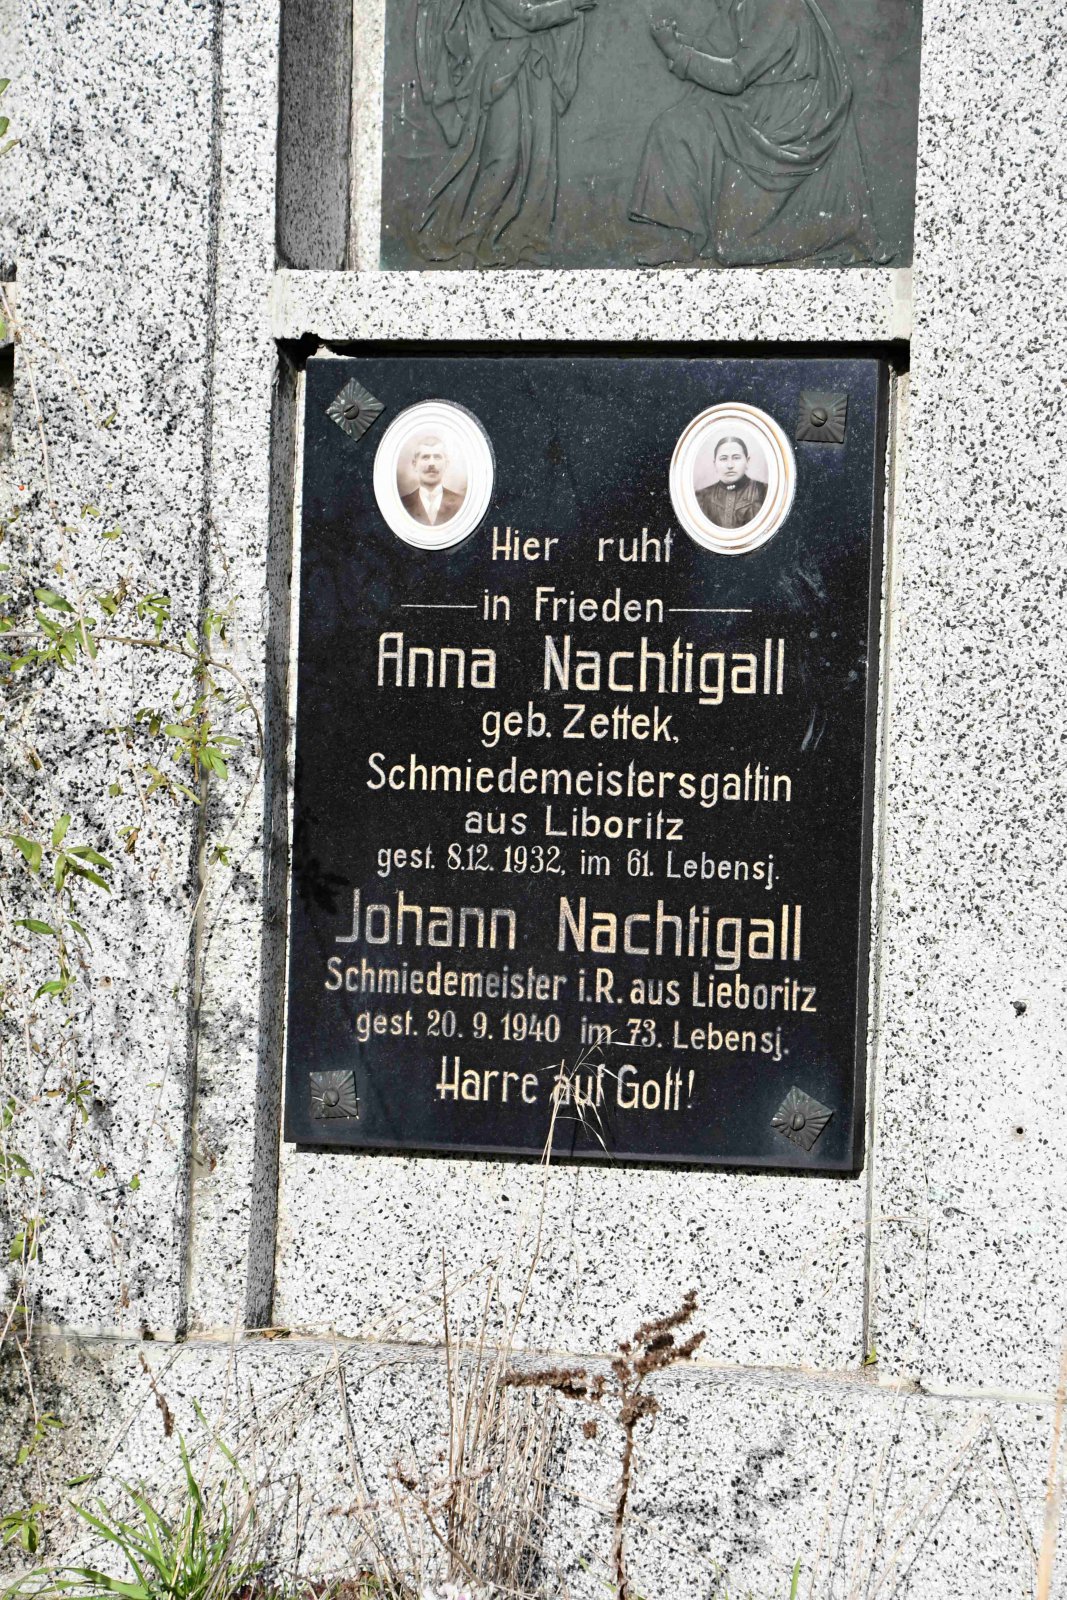 Hier ruht
in Frieden
Anna Nachtigall
geb. Zettek,
Schmiedemeistersgattin
aus Liboritz
gest. 8.12. 1932, im 61. Lebensj.
Johann Nachtigall
Schmiedemeister i.R. aus Lieboritz
gest. 20. 9. 1940 im 73. Lebensj.
Harre auf Gott!